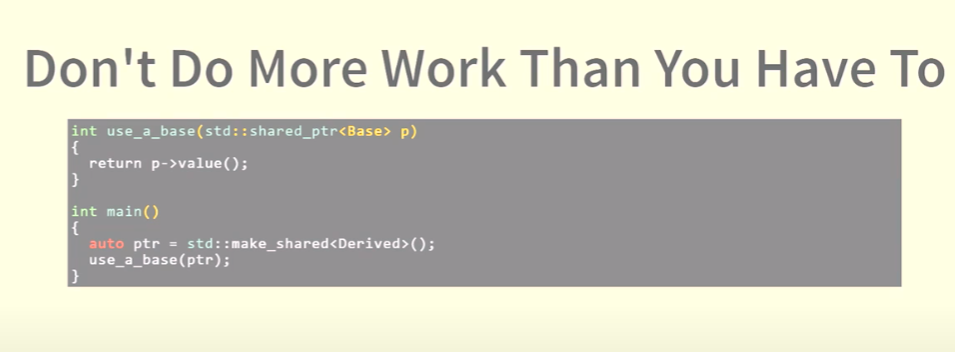 Don't Do More Work Than You Have To
int use_a_base(std::shared_ptr<Base> p)
{
  return p->value();
}
int main()
{
  auto ptr = std::make_shared<Derived>();
  use_a_base(ptr);
}